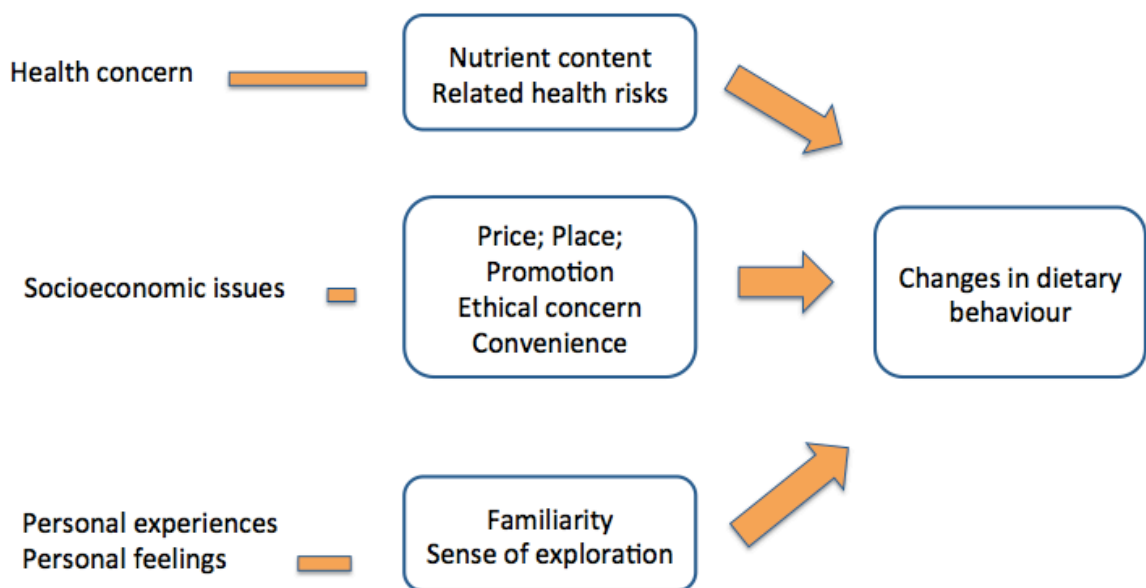 Health concern
Nutrient content
Related health risks
Socioeconomic issues
Price; Place;
Promotion
Ethical concern
Convenience
Changes in dietary
behaviour
Personal experiences
Personal feelings
Familiarity
Sense of exploration